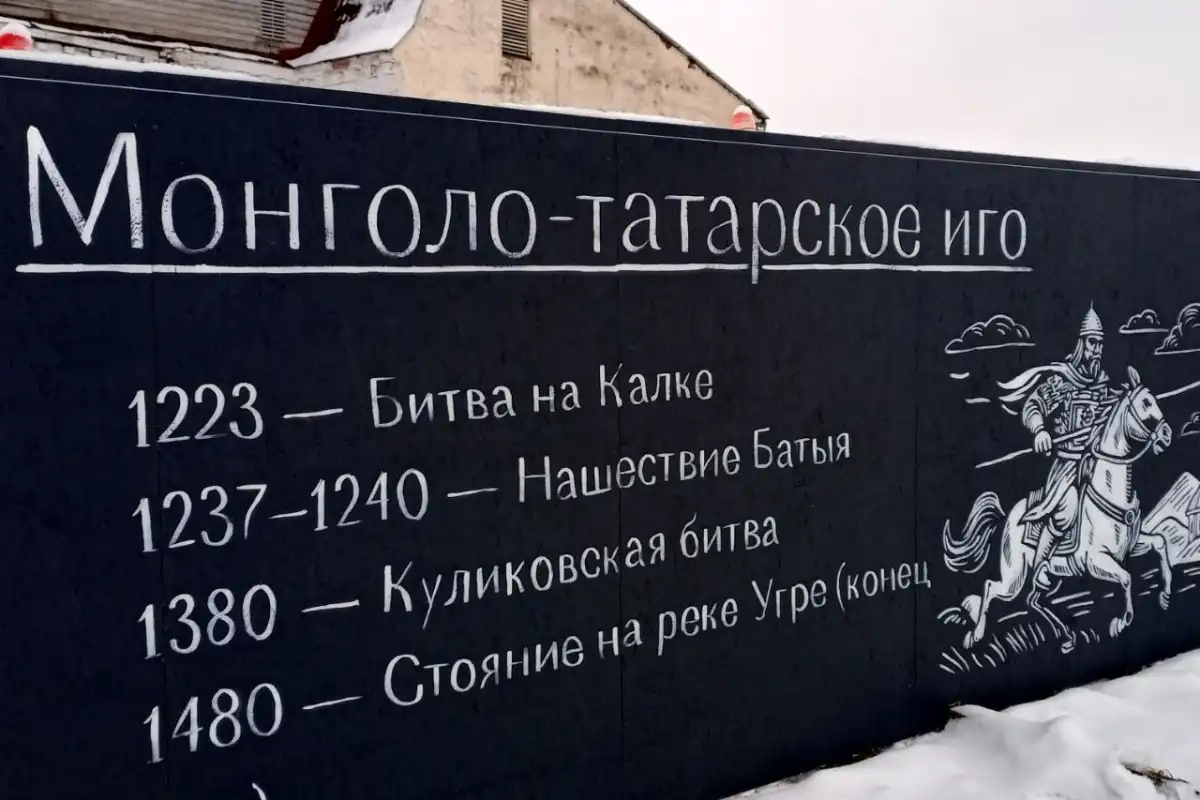 Монголо-татарское иго
1223 — Битва на Калке
1237–1240 — Нашествие Батыя
1380 — Куликовская битва
1480 — Стояние на реке Угре (конец
)